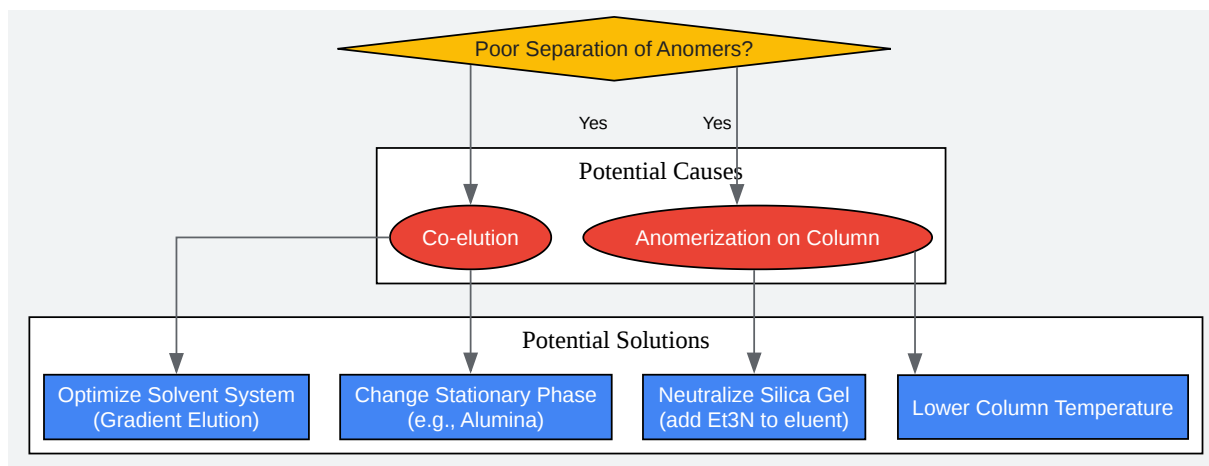 Poor Separation of Anomers?
Yes
Yes
Potential Causes
Co-elution
Anomerization on Column
Potential Solutions
Optimize Solvent System
(Gradient Elution)
Change Stationary Phase
(e.g., Alumina)
Neutralize Silica Gel
(add Et3N to eluent)
Lower Column Temperature